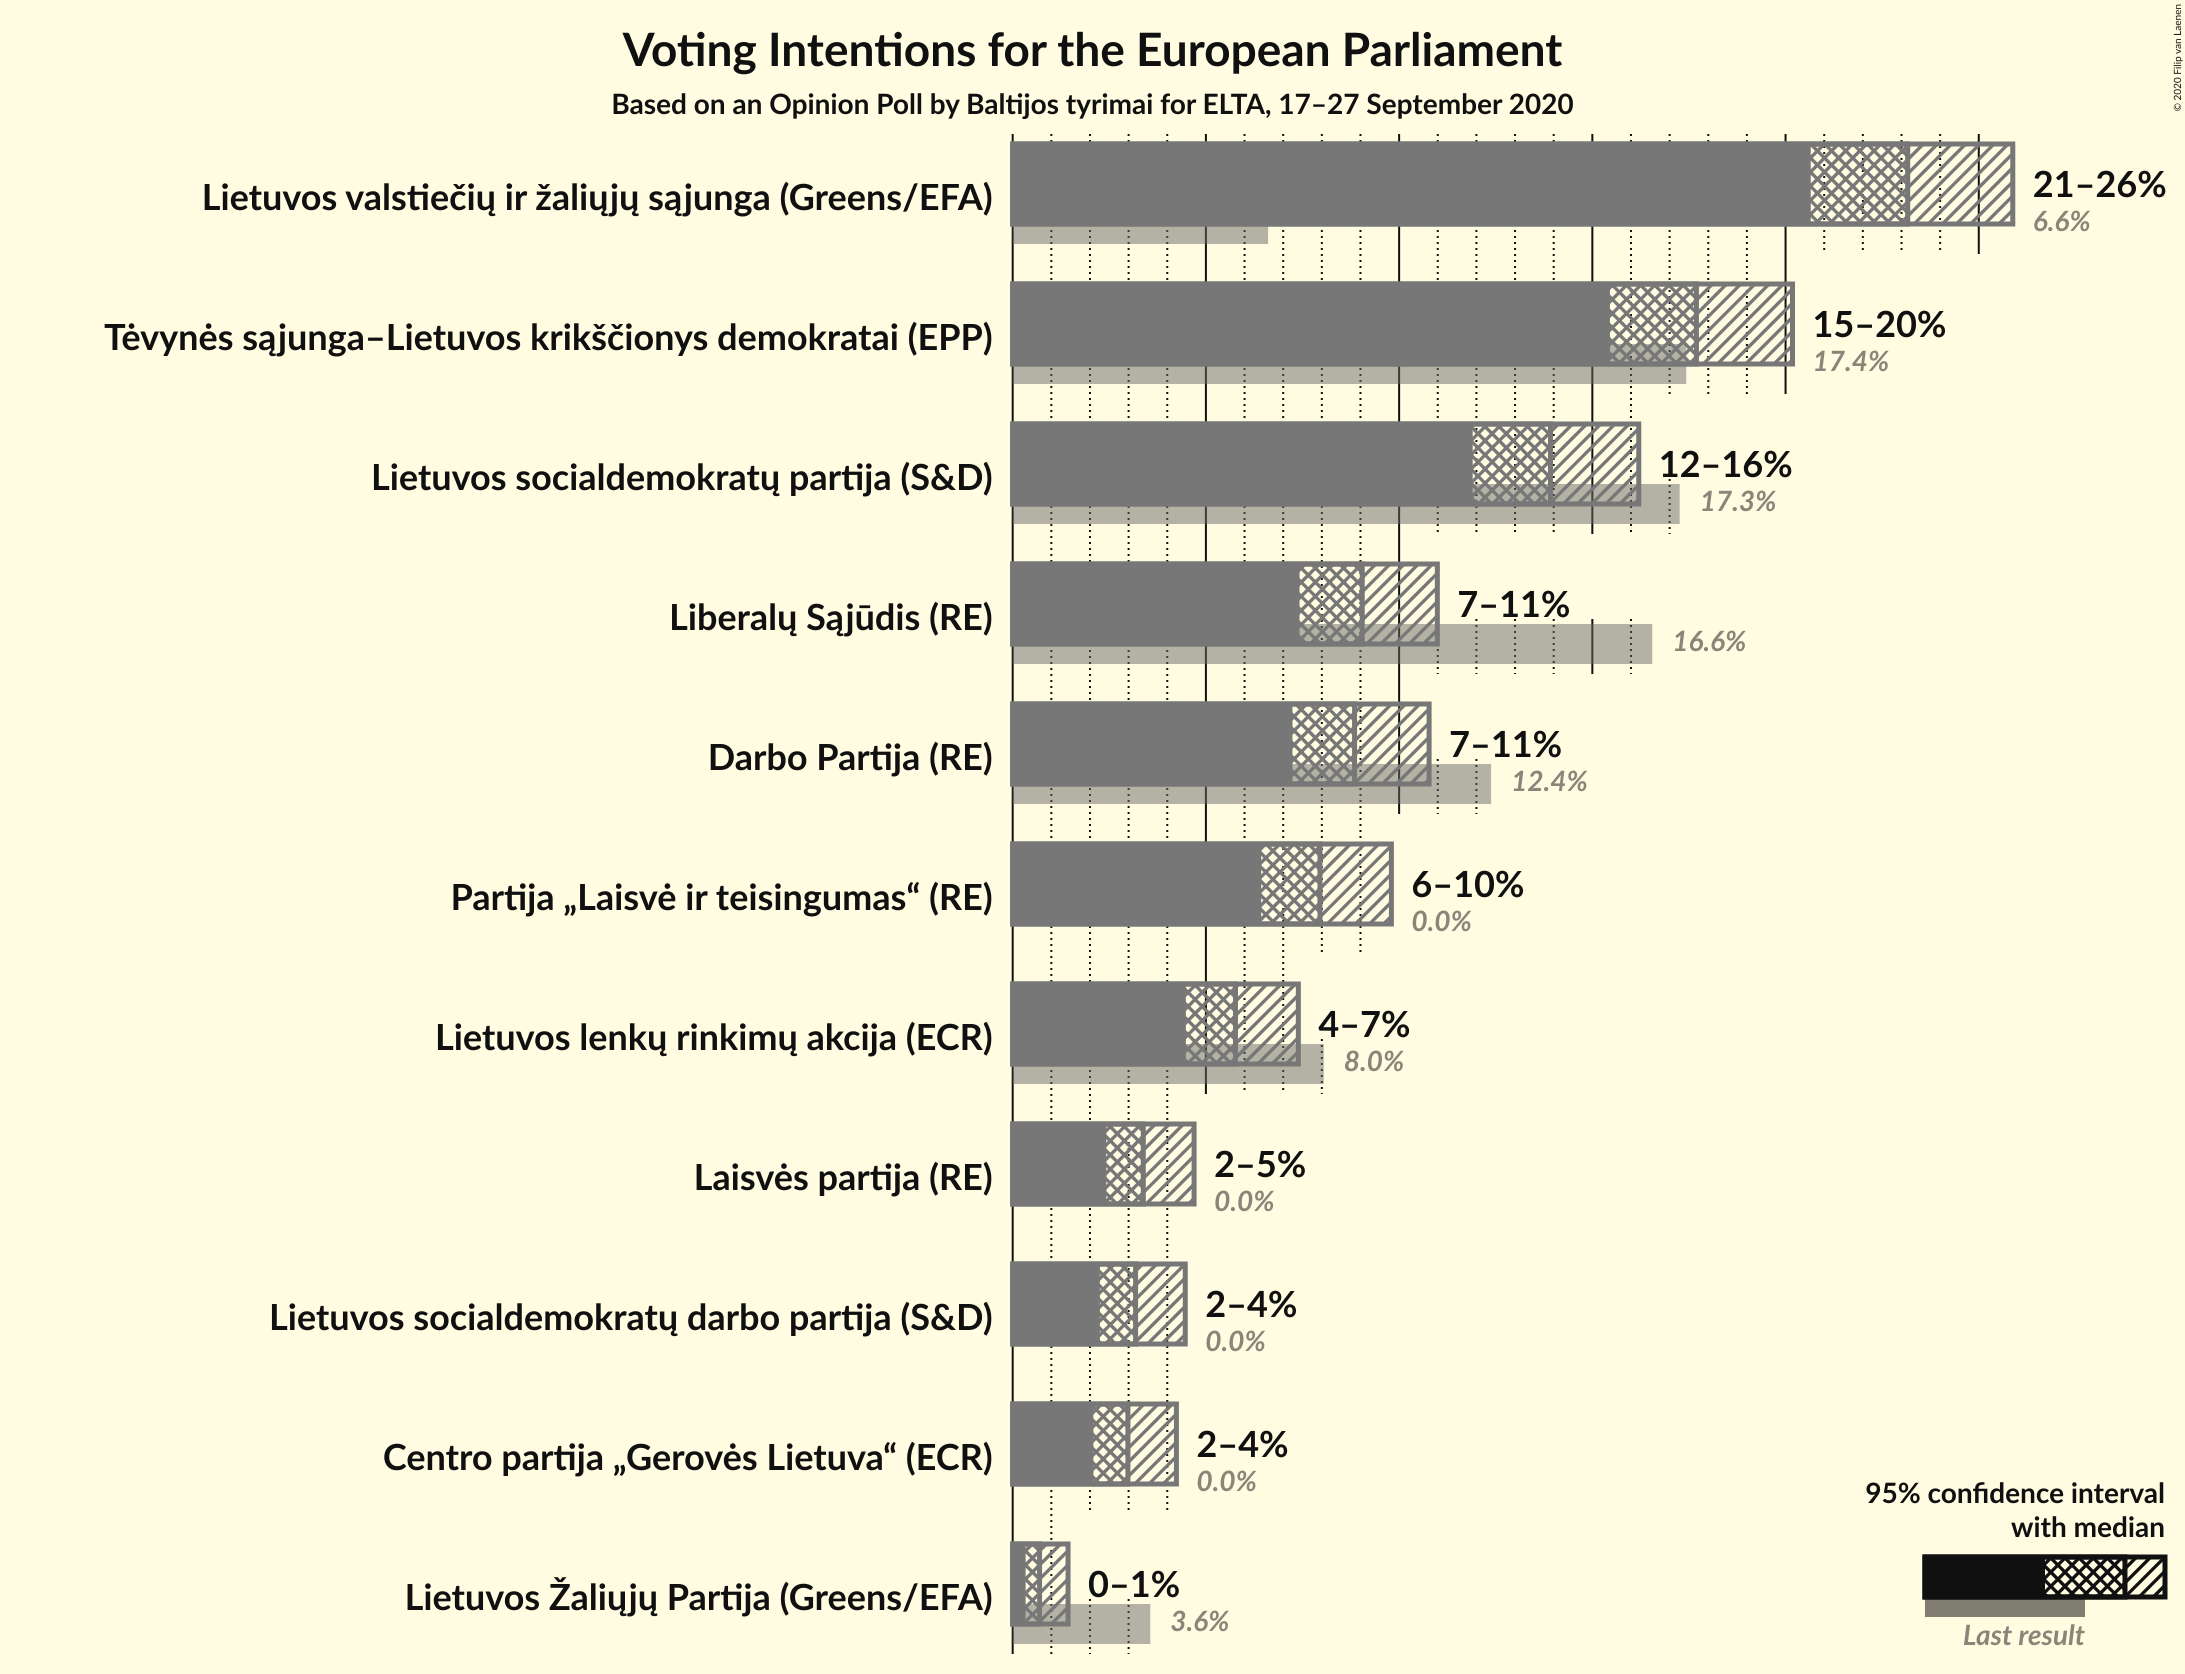 Voting Intentions for the European Parliament
Based on an Opinion Poll by Baltijos tyrimai for ELTA, 17–27 September 2020
© 2020 Filip van Laenen
Lietuvos valstiečių ir žaliųjų sąjunga (Greens/EFA)
21–26%
6.6%
Tėvynės sąjunga–Lietuvos krikščionys demokratai (EPP)
15–20%
17.4%
Lietuvos socialdemokratų partija (S&D)
12–16%
17.3%
Liberalų Sąjūdis (RE)
7–11%
16.6%
Darbo Partija (RE)
7–11%
12.4%
Partija „Laisvė ir teisingumas“ (RE)
6–10%
0.0%
Lietuvos lenkų rinkimų akcija (ECR)
4–7%
8.0%
Laisvės partija (RE)
2–5%
0.0%
Lietuvos socialdemokratų darbo partija (S&D)
2–4%
0.0%
Centro partija „Gerovės Lietuva“ (ECR)
2–4%
0.0%
Lietuvos Žaliųjų Partija (Greens/EFA)
0–1%
3.6%
95% confidence interval
with median
Last result